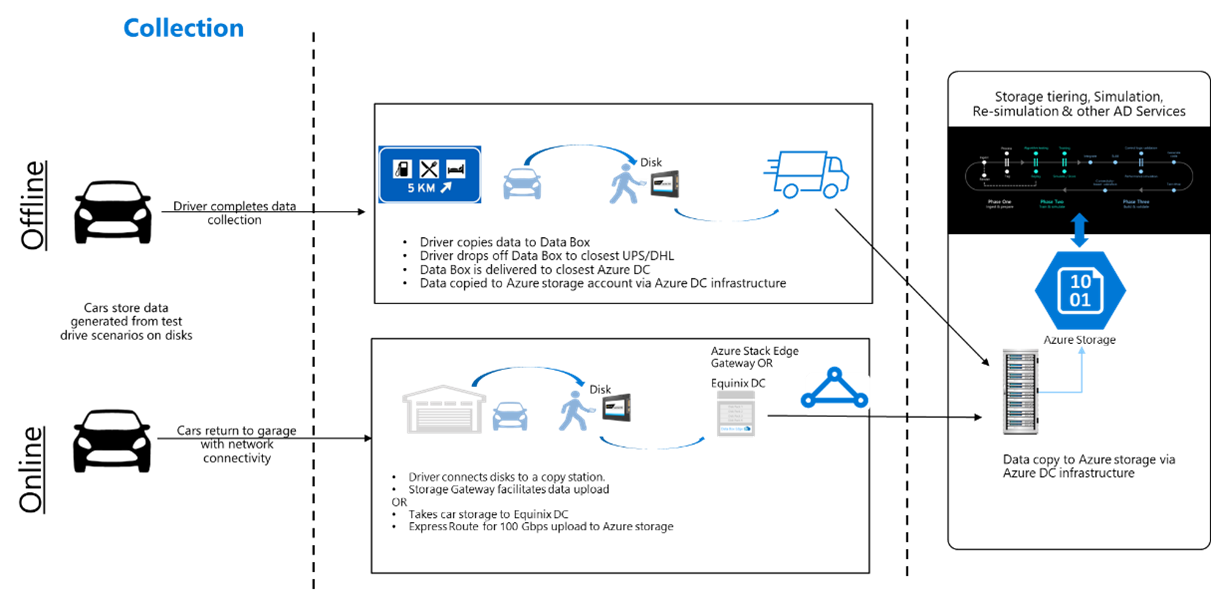 Collection
Offline
Driver completes data
collection
5 KM
Disk
• Driver copies data to Data Box
• Driver drops off Data Box to closest UPS/DHL
• Data Box is delivered to closest Azure DC
• Data copied to Azure storage account via Azure DC infrastructure
Cars store data
generated from test
drive scenarios on disks
Online
Cars return to garage
with network
connectivity
Disk
Azure Stack Edge
Gateway OR
Equinix DC
• Driver connects disks to a copy station.
• Storage Gateway facilitates data upload
OR
• Takes car storage to Equinix DC
• Express Route for 100 Gbps upload to Azure storage
Storage tiering, Simulation,
Re-simulation & other AD Services
Phase One
Phase Two
Phase Three
10
01
Azure Storage
Data copy to Azure storage via
Azure DC infrastructure